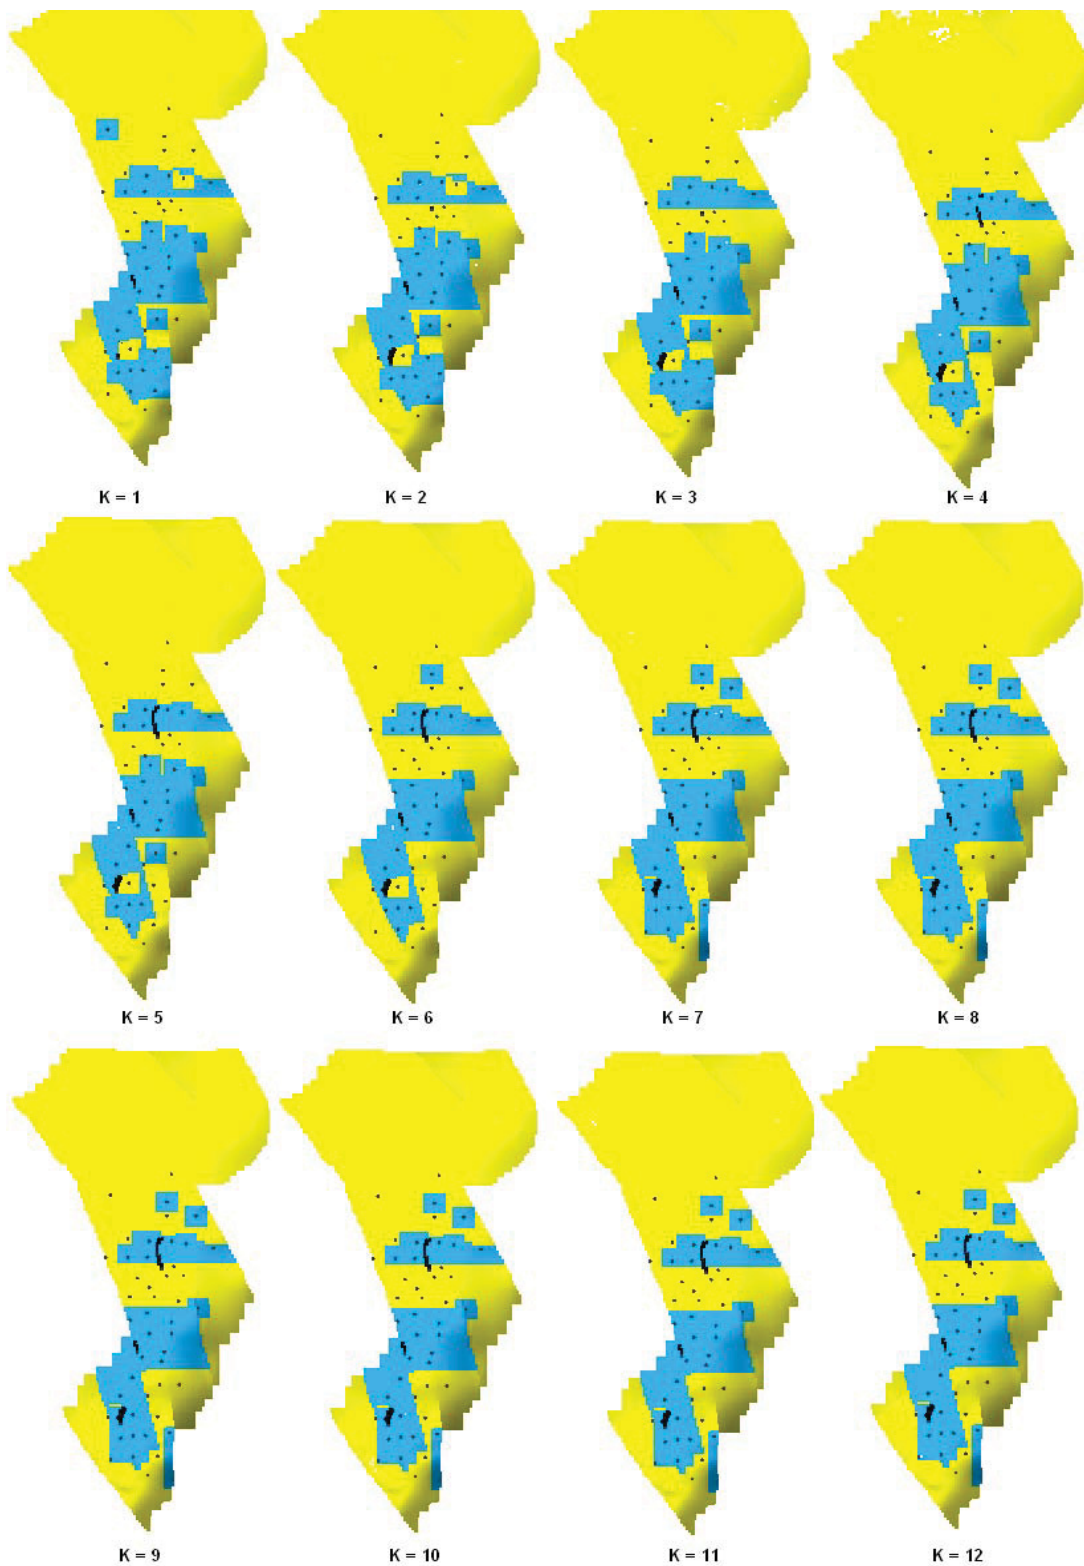 K = 1 K = 2 K = 3 K = 4
K = 5 K = 6 K = 7 K = 8
K = 9 K = 10 K = 11 K = 12